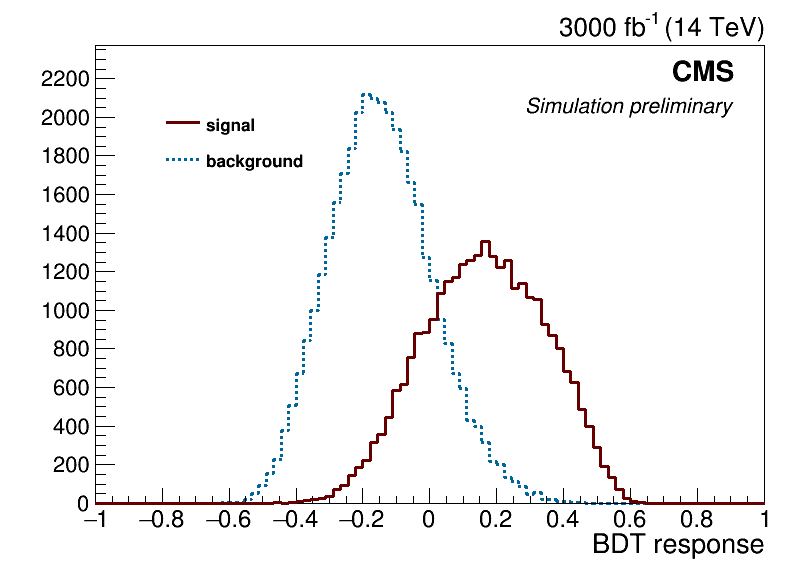 3000 fb-1 (14 TeV)
CMS
Simulation preliminary
signal
background
2200
2000
1800
1600
1400
1200
1000
800
600
400
200
0
−1 −0.8 −0.6 −0.4 −0.2 0 0.2 0.4 0.6 0.8 1
BDT response